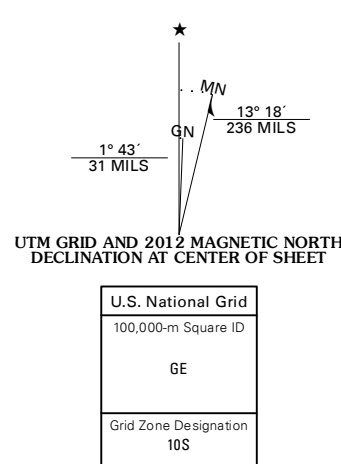 ★
MN
GN
13° 18´
236 MILS
1° 43´
31 MILS
UTM GRID AND 2012 MAGNETIC NORTH
DECLINATION AT CENTER OF SHEET
U.S. National Grid
100,000-m Square ID
GE
Grid Zone Designation
10S